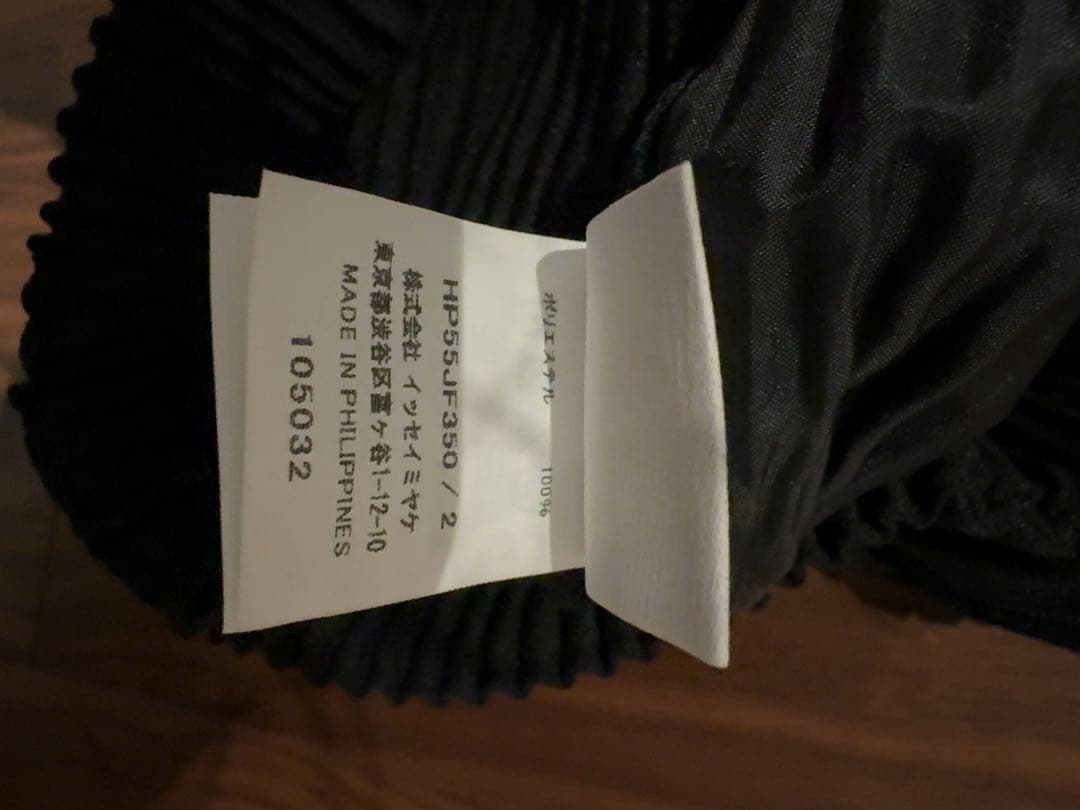 ポリエステル 100%
HP55JF350 / 2
株式会社 イッセイミヤケ
東京都渋谷区富ヶ谷1-12-10
MADE IN PHILIPPINES
105032